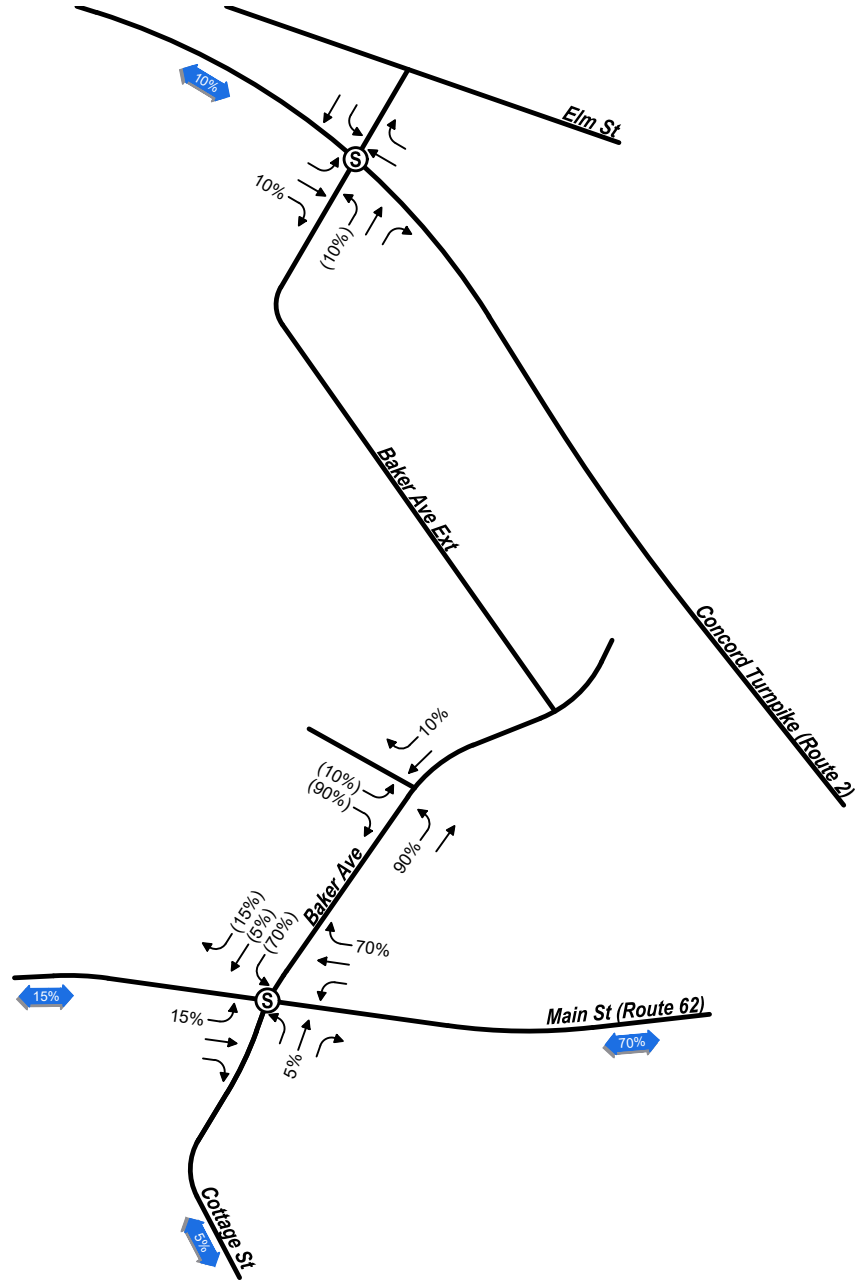 10%
Elm St
S
10%
(10%)
Baker Ave Ext
Concord Turnpike (Route 2)
10%
(10%)
(90%)
90%
Baker Ave
(15%)
(5%)
(70%)
70%
15%
S
Main St (Route 62)
15%
5%
70%
Cottage St
5%